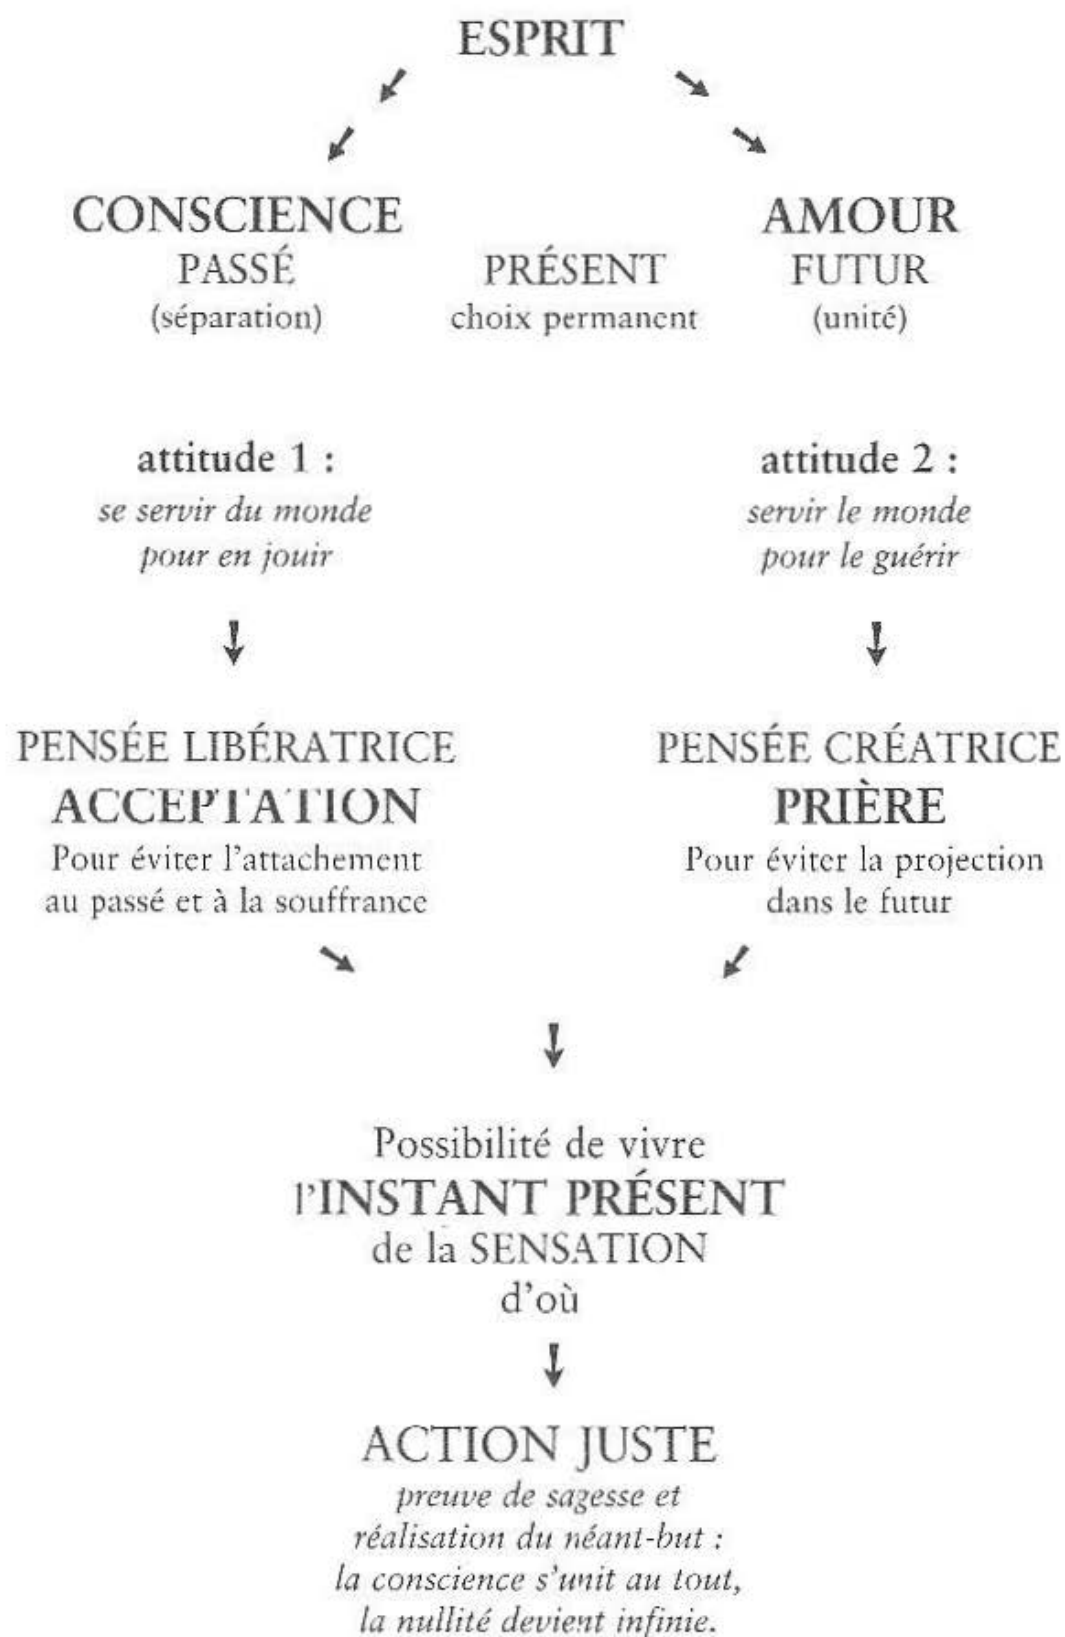 ESPRIT
CONSCIENCE
PASSÉ
(séparation)
PRÉSENT
choix permanent
AMOUR
FUTUR
(unité)
attitude 1 :
se servir du monde
pour en jouir
attitude 2 :
servir le monde
pour le guérir
PENSÉE LIBÉRATRICE
ACCEPTATION
Pour éviter l'attachement
au passé et à la souffrance
PENSÉE CRÉATRICE
PRIÈRE
Pour éviter la projection
dans le futur
Possibilité de vivre
l'INSTANT PRÉSENT
de la SENSATION
d'où
ACTION JUSTE
preuve de sagesse et
réalisation du néant-but :
la conscience s'unit au tout,
la nullité devient infinie.